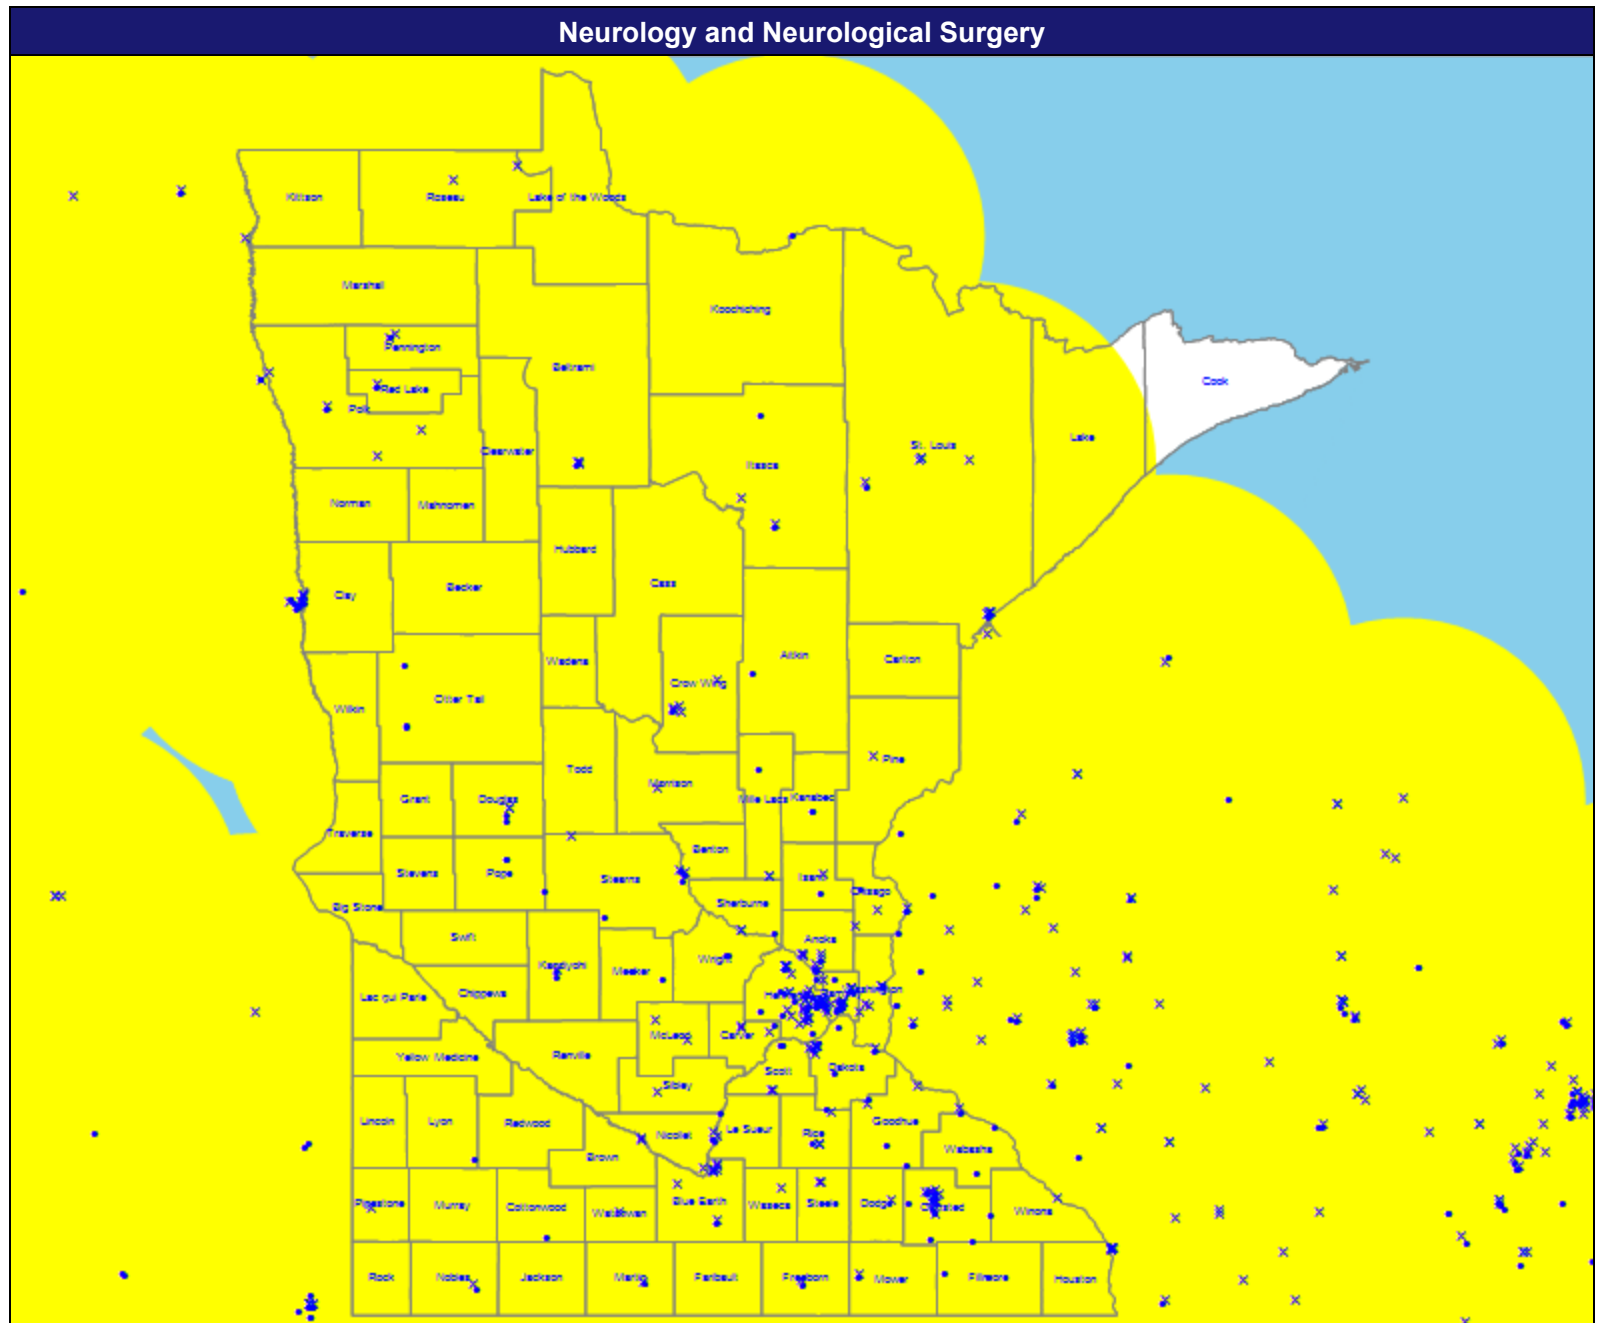 Neurology and Neurological Surgery
Kittson
Roseau
Lake of the Woods
Marshall
Koochiching
Pennington
Beltrami
Cook
Red Lake
Polk
Clearwater
St. Louis
Lake
Itasca
Norman
Mahnomen
Hubbard
Cass
Clay
Becker
Wadena
Aitkin
Carlton
Crow Wing
Otter Tail
Wilkin
Pine
Todd
Morrison
Grant
Douglas
Mille Lacs
Kanabec
Traverse
Benton
Stevens
Pope
Stearns
Isanti
Chisago
Big Stone
Sherburne
Swift
Anoka
Kandiyohi
Meeker
Wright
Lac qui Parle
Chippewa
Washington
McLeod
Carver
Yellow Medicine
Renville
Scott
Dakota
Sibley
Lincoln
Lyon
Redwood
Nicollet
Le Sueur
Rice
Goodhue
Brown
Wabasha
Pipestone
Murray
Cottonwood
Watonwan
Blue Earth
Waseca
Steele
Dodge
Olmsted
Winona
Rock
Nobles
Jackson
Martin
Faribault
Freeborn
Mower
Fillmore
Houston